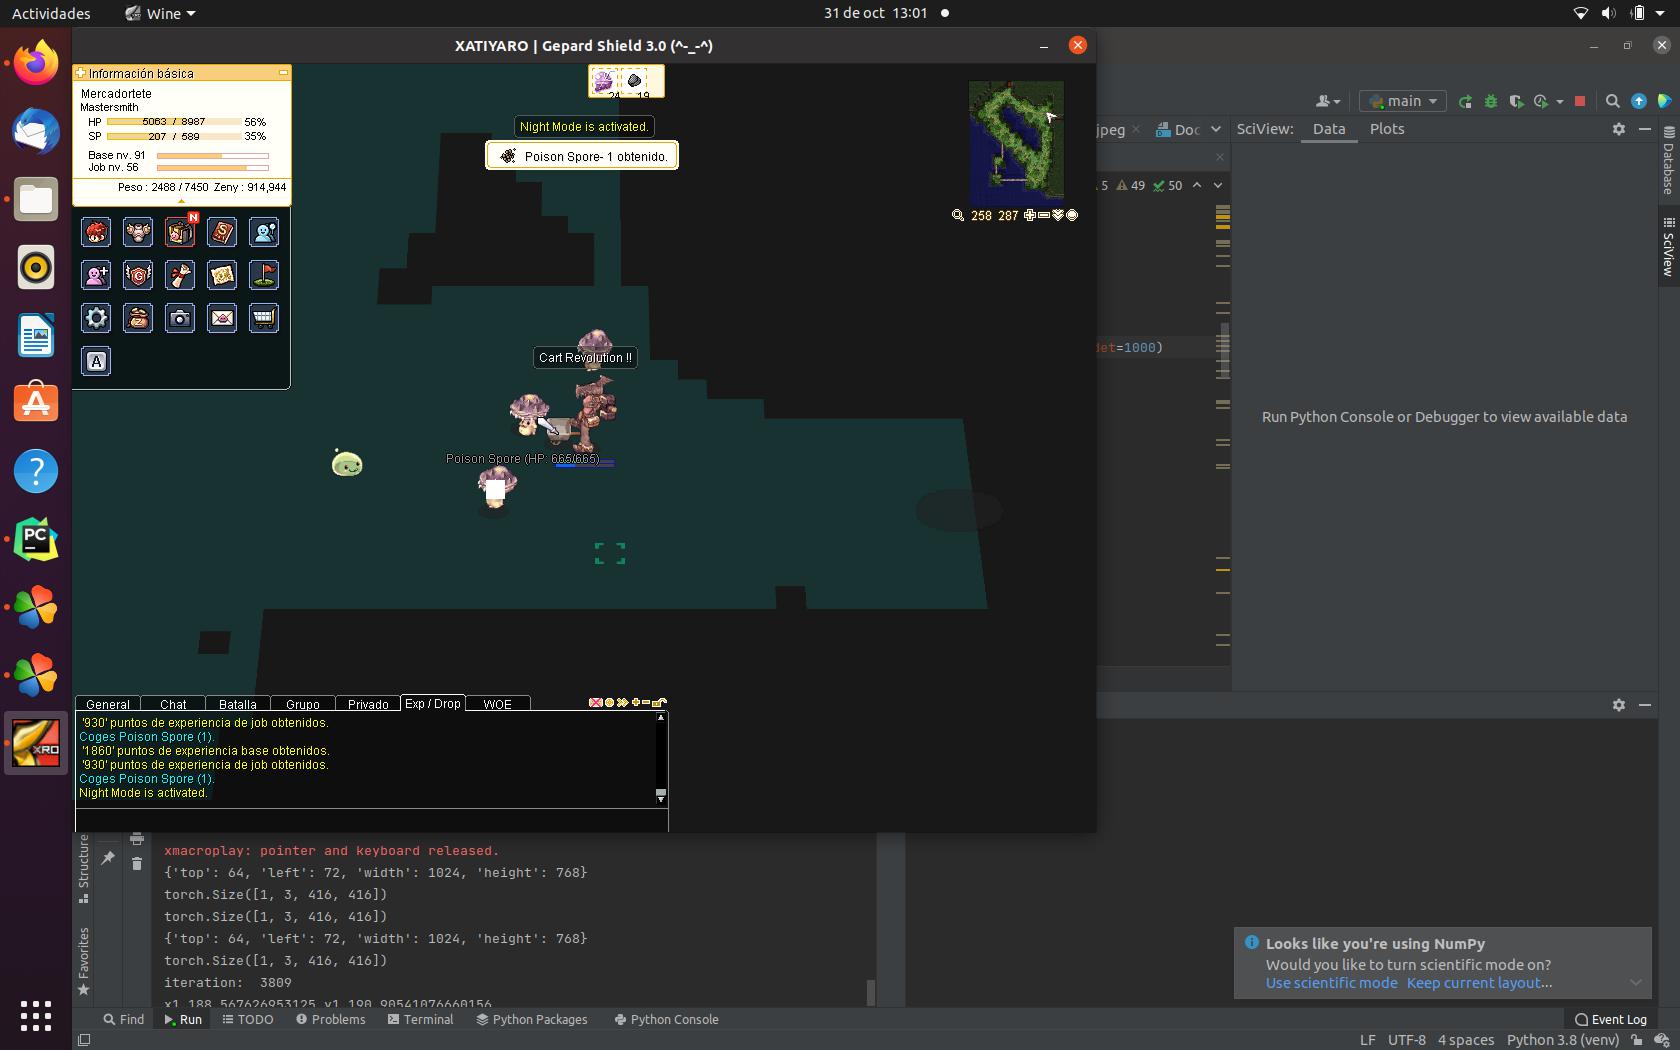 Actividades
Wine
31 de oct 13:01
XATIYARO | Gepard Shield 3.0 (^-_-^)
Información básica
Mercadortete
Mastersmith
HP 5063 / 8987 56%
SP 207 / 589 35%
Base nv. 91
Job nv. 56
Peso : 2488 / 7450 Zeny : 914,944
N
S
G
A
24 19
Night Mode is activated.
Poison Spore- 1 obtenido.
258 287
Cart Revolution !!
Poison Spore (HP: 665/665)
General Chat Batalla Grupo Privado Exp / Drop WOE
'930' puntos de experiencia de job obtenidos.
Coges Poison Spore (1).
'1860' puntos de experiencia base obtenidos.
'930' puntos de experiencia de job obtenidos.
Coges Poison Spore (1).
Night Mode is activated.
main
jpeg
Doc
SciView: Data Plots
5 49 50
det=1000)
Run Python Console or Debugger to view available data
Database
SciView
PC
XRO
Structure
Favorites
xmacroplay: pointer and keyboard released.
{'top': 64, 'left': 72, 'width': 1024, 'height': 768}
torch.Size([1, 3, 416, 416])
torch.Size([1, 3, 416, 416])
{'top': 64, 'left': 72, 'width': 1024, 'height': 768}
torch.Size([1, 3, 416, 416])
iteration:  3809
x1 188.567626953125 y1 190.90541076660156
Looks like you're using NumPy
Would you like to turn scientific mode on?
Use scientific mode Keep current layout...
Find Run TODO Problems Terminal Python Packages Python Console
Event Log
LF UTF-8 4 spaces Python 3.8 (venv)